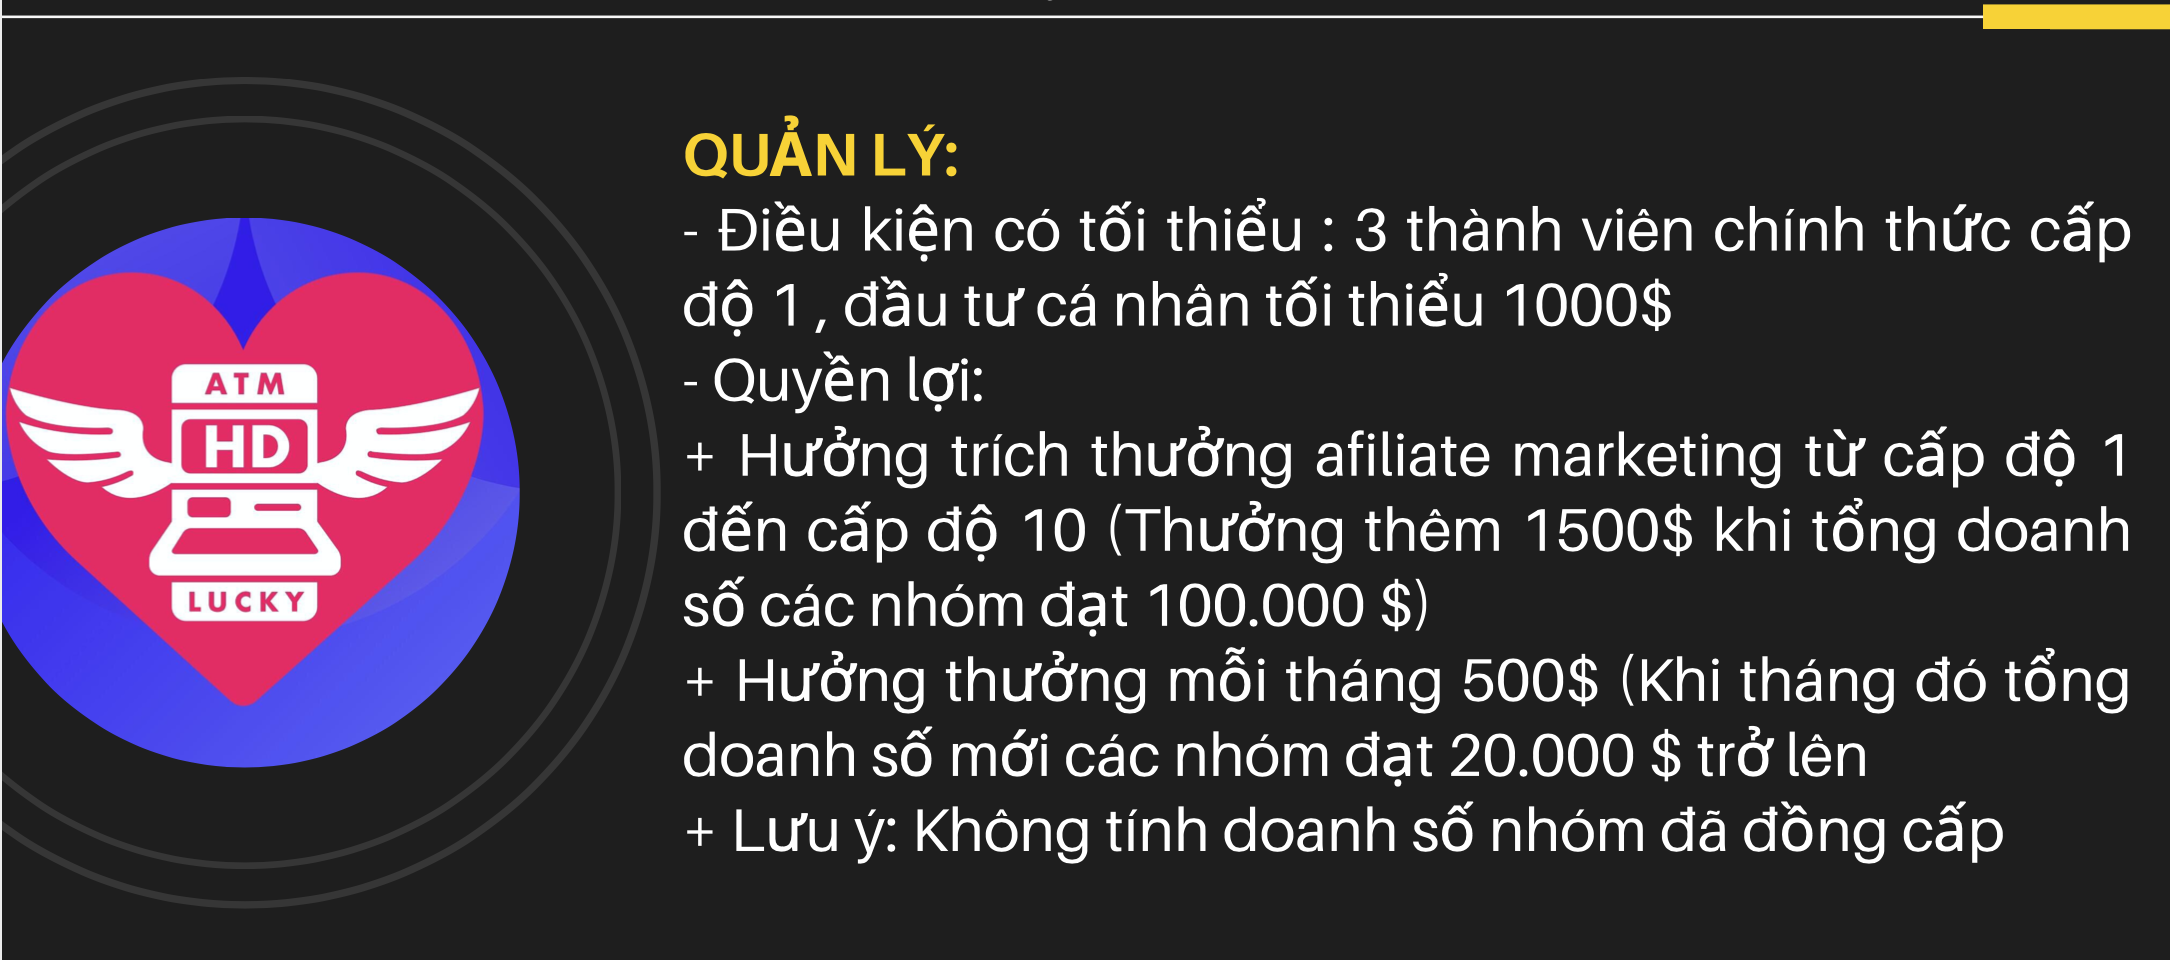 QUẢN LÝ:
- Điều kiện có tối thiểu : 3 thành viên chính thức cấp
độ 1 , đầu tư cá nhân tối thiểu 1000$
- Quyền lợi:
+ Hưởng trích thưởng afiliate marketing từ cấp độ 1
đến cấp độ 10 (Thưởng thêm 1500$ khi tổng doanh
số các nhóm đạt 100.000 $)
+ Hưởng thưởng mỗi tháng 500$ (Khi tháng đó tổng
doanh số mới các nhóm đạt 20.000 $ trở lên
+ Lưu ý: Không tính doanh số nhóm đã đồng cấp
ATM
HD
LUCKY